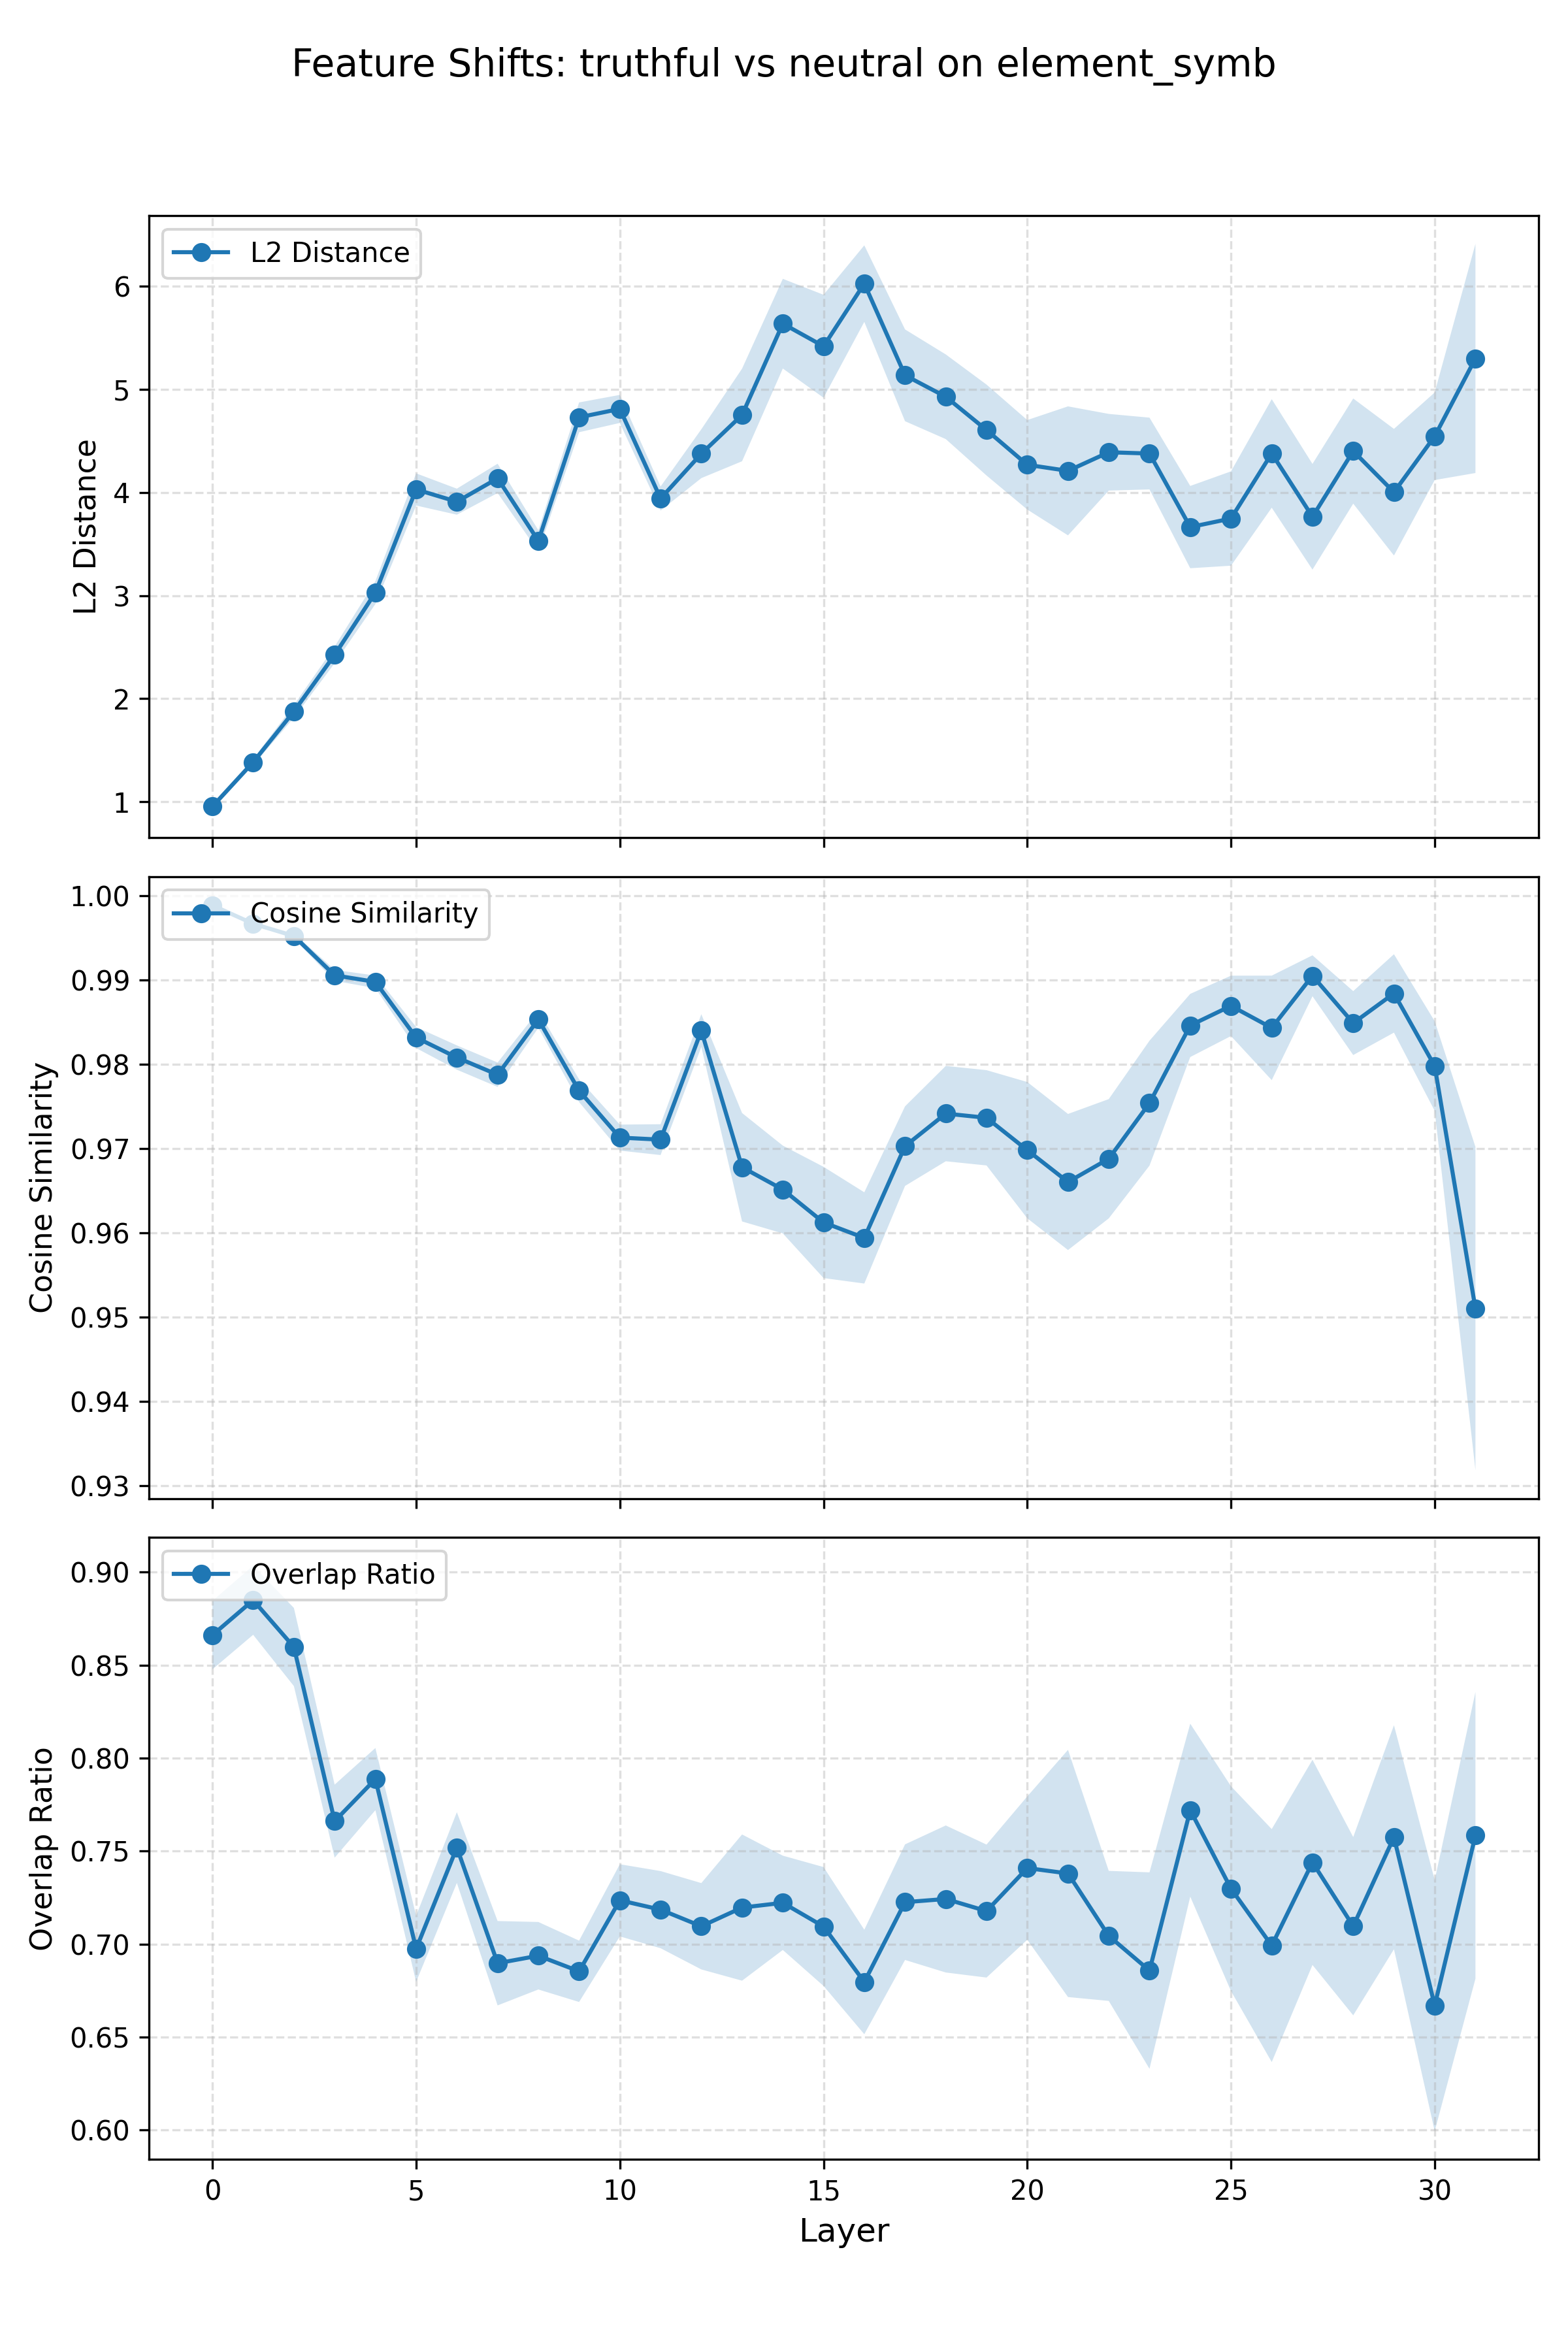 Feature Shifts: truthful vs neutral on element_symb
L2 Distance
L2 Distance
6
5
4
3
2
1
Cosine Similarity
Cosine Similarity
1.00
0.99
0.98
0.97
0.96
0.95
0.94
0.93
Overlap Ratio
Overlap Ratio
0.90
0.85
0.80
0.75
0.70
0.65
0.60
0 5 10 15 20 25 30
Layer